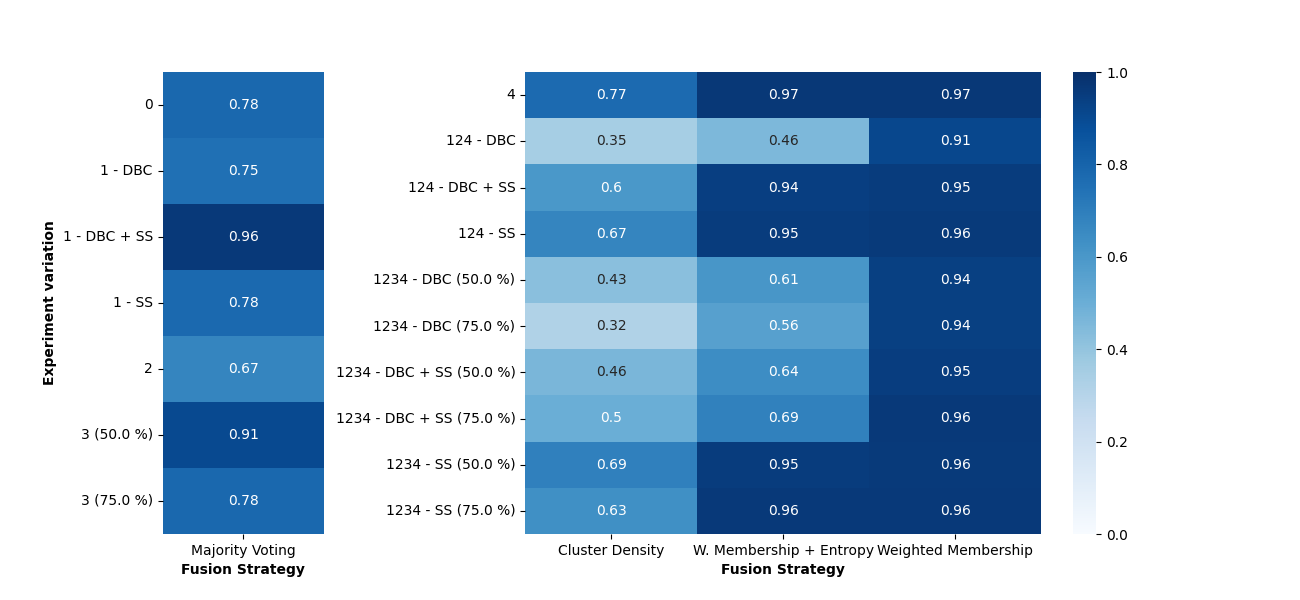 Experiment variation
0 0.78
1 - DBC 0.75
1 - DBC + SS 0.96
1 - SS 0.78
2 0.67
3 (50.0 %) 0.91
3 (75.0 %) 0.78
Majority Voting
Fusion Strategy
4 0.77 0.97 0.97
124 - DBC 0.35 0.46 0.91
124 - DBC + SS 0.6 0.94 0.95
124 - SS 0.67 0.95 0.96
1234 - DBC (50.0 %) 0.43 0.61 0.94
1234 - DBC (75.0 %) 0.32 0.56 0.94
1234 - DBC + SS (50.0 %) 0.46 0.64 0.95
1234 - DBC + SS (75.0 %) 0.5 0.69 0.96
1234 - SS (50.0 %) 0.69 0.95 0.96
1234 - SS (75.0 %) 0.63 0.96 0.96
Cluster Density W. Membership + Entropy Weighted Membership
Fusion Strategy
1.0
0.8
0.6
0.4
0.2
0.0